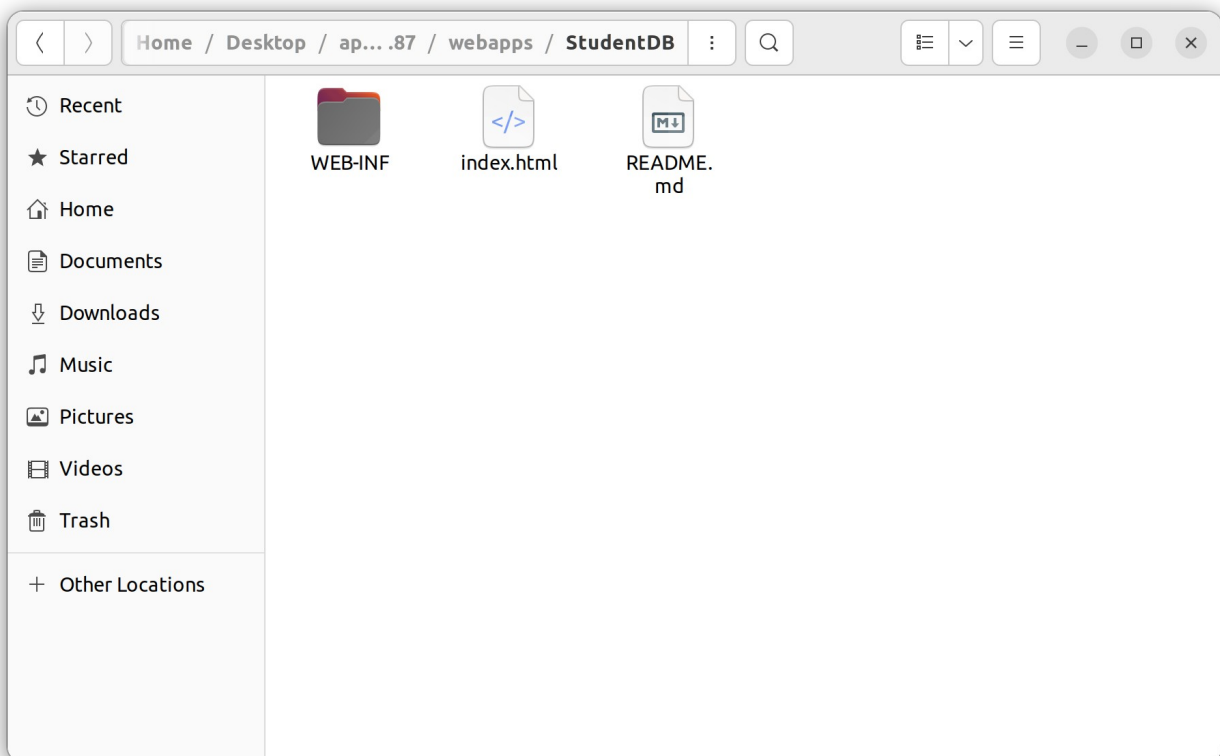 Home / Desktop / ap... .87 / webapps / StudentDB
Recent
Starred
Home
Documents
Downloads
Music
Pictures
Videos
Trash
Other Locations
WEB-INF
</>
index.html
M↓
README.
md